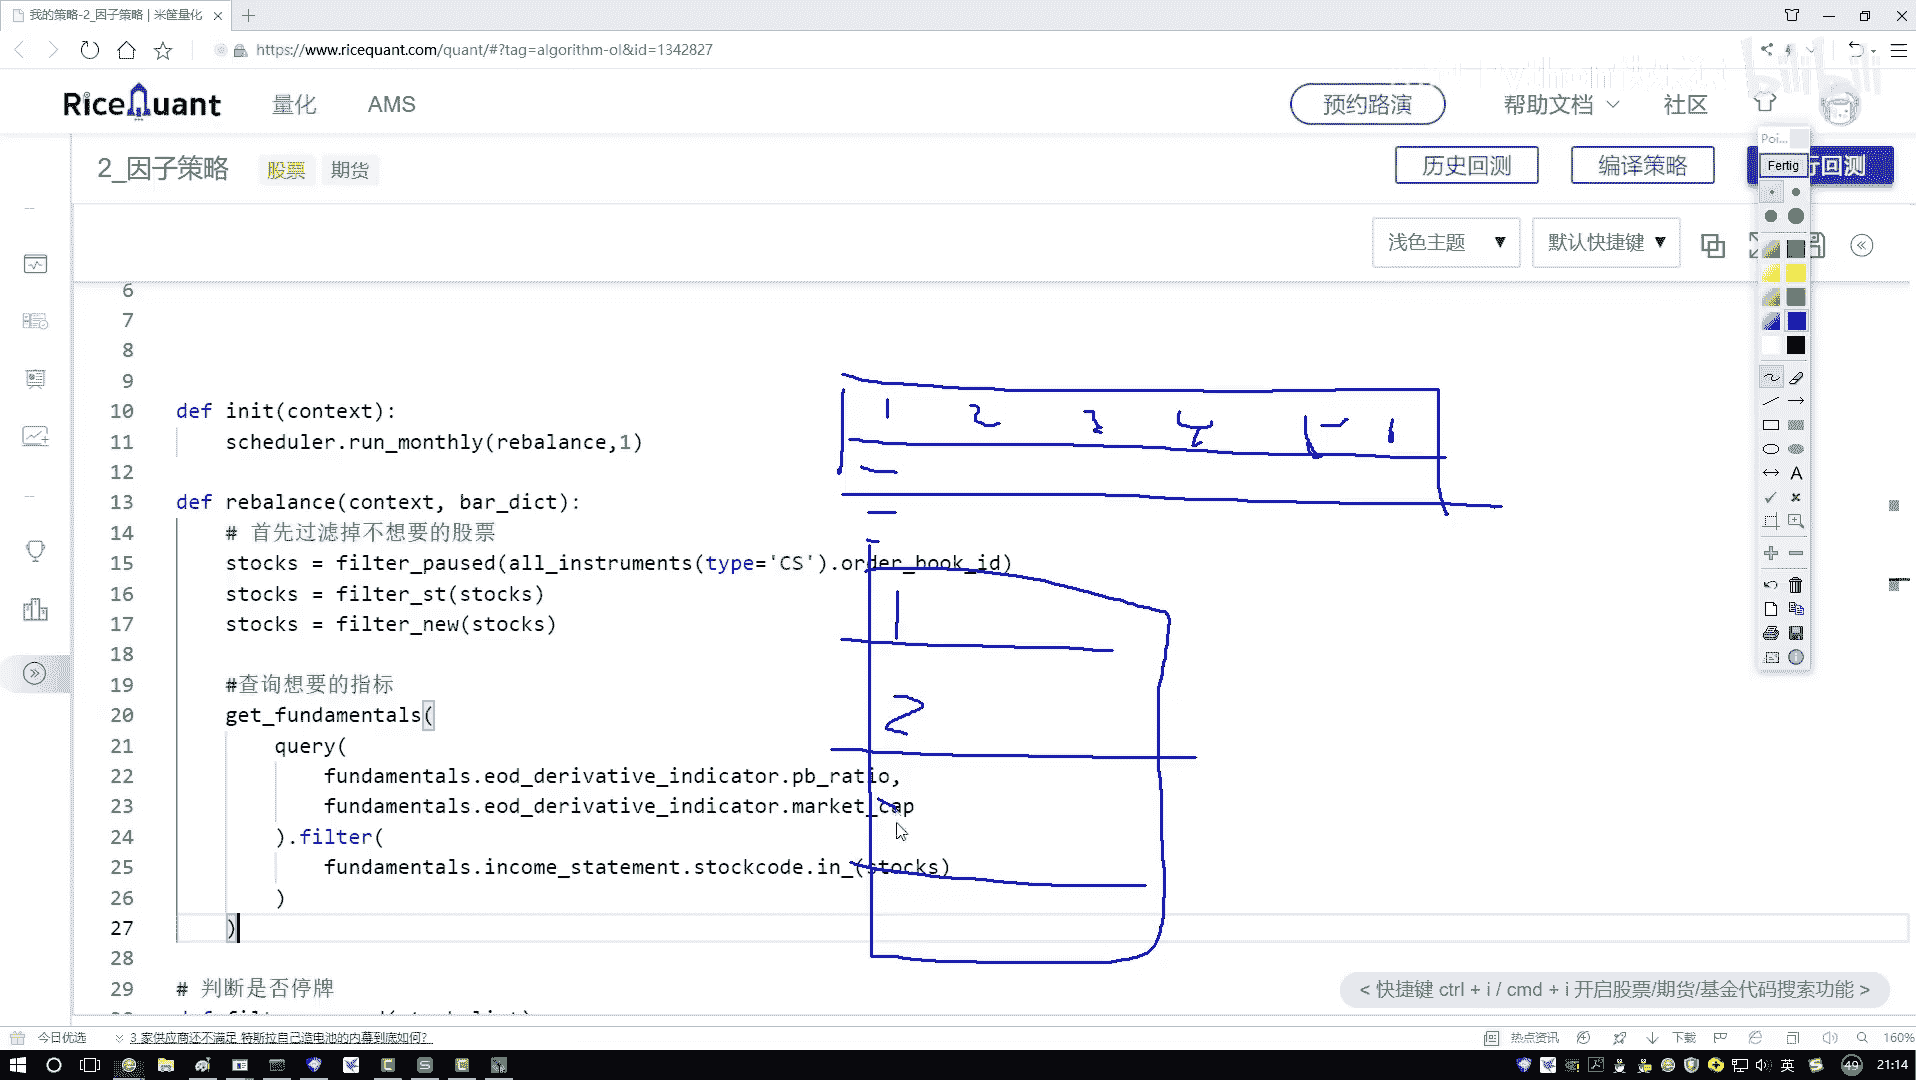 我的策略-2_因子策略 | 米筐量化
https://www.ricequant.com/quant/#?tag=algorithm-ol&id=1342827
RiceQuant 量化 AMS 预约路演 帮助文档 社区
Poi...
2_因子策略 股票 期货 历史回测 编译策略 Fertig 行回测
浅色主题 默认快捷键
6
7
8
9
10 def init(context):
11 scheduler.run_monthly(rebalance,1)
12
13 def rebalance(context, bar_dict):
14 # 首先过滤掉不想要的股票
15 stocks = filter_paused(all_instruments(type='CS').order_book_id)
16 stocks = filter_st(stocks)
17 stocks = filter_new(stocks)
18
19 #查询想要的指标
20 get_fundamentals(
21 query(
22 fundamentals.eod_derivative_indicator.pb_ratio,
23 fundamentals.eod_derivative_indicator.market_cap
24 ).filter(
25 fundamentals.income_statement.stockcode.in_(stocks)
26 )
27 )
28
29 # 判断是否停牌
1 2 3 4 5 1
1
2
< 快捷键 ctrl + i / cmd + i 开启股票/期货/基金代码搜索功能 >
今日优选 3 家供应商还不满足 特斯拉自己造电池的内幕到底如何? 热点资讯 下载 160%
英 49 21:14